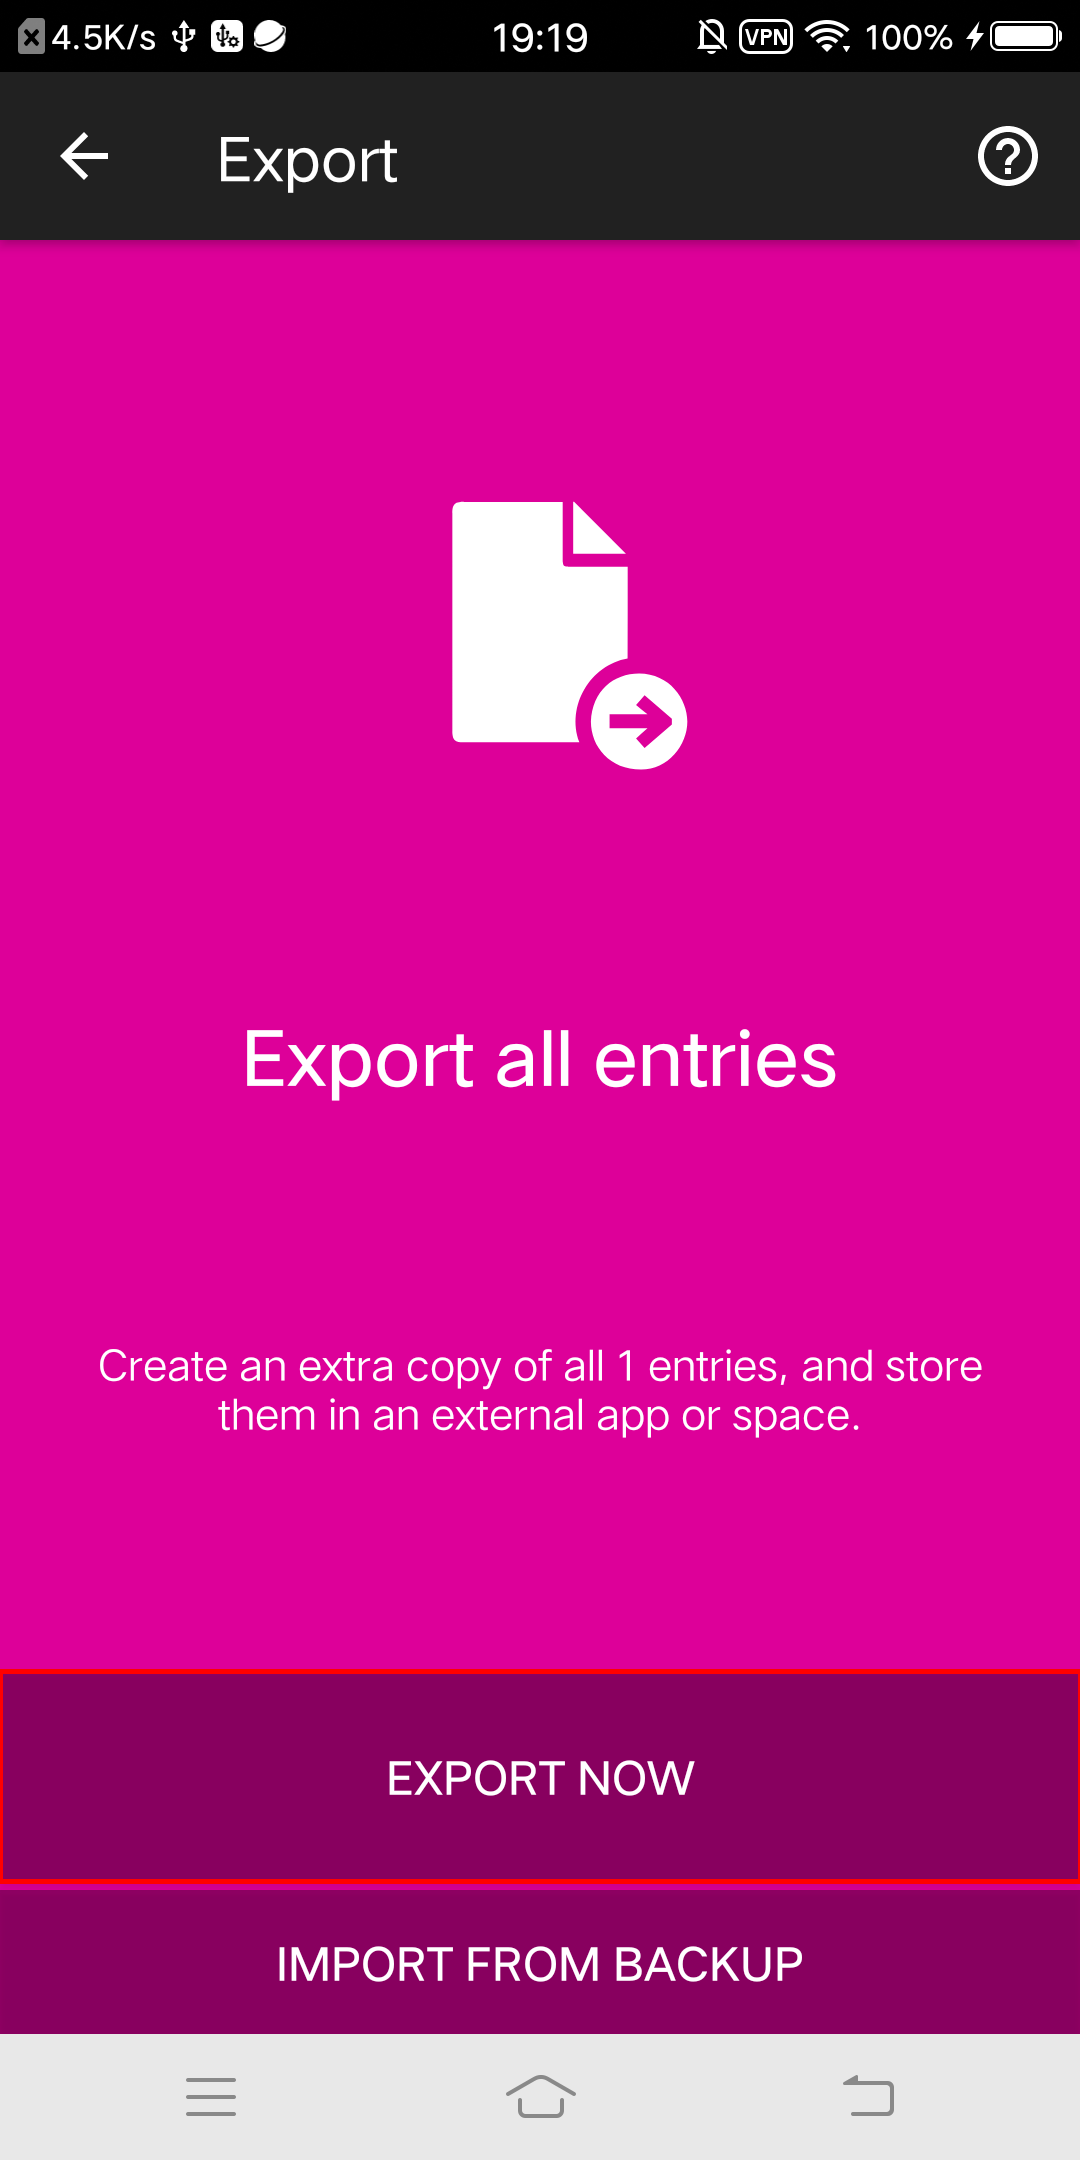 4.5K/s 19:19 VPN 100%
Export
Export all entries
Create an extra copy of all 1 entries, and store
them in an external app or space.
EXPORT NOW
IMPORT FROM BACKUP